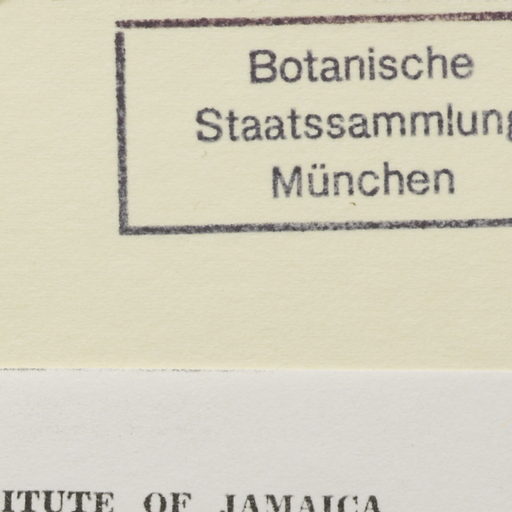 Botanische
Staatssammlung
München
ITUTE OF JAMAICA